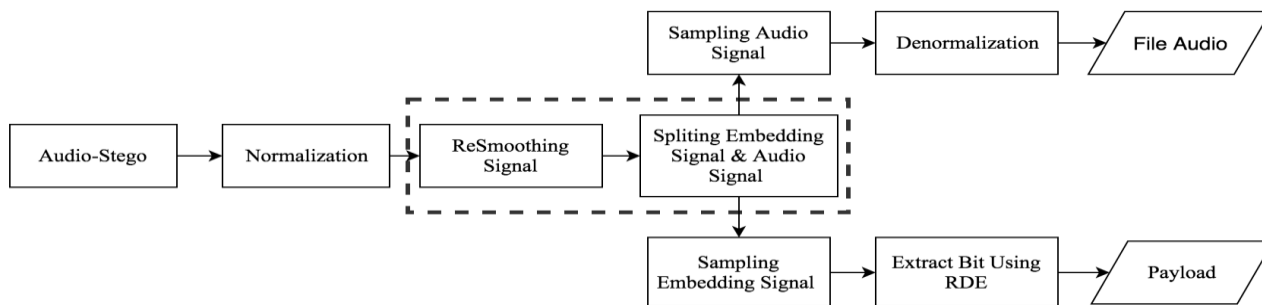 Sampling Audio
Signal
Denormalization
File Audio
Audio-Stego
Normalization
ReSmoothing
Signal
Spliting Embedding
Signal & Audio
Signal
Sampling
Embedding Signal
Extract Bit Using
RDE
Payload